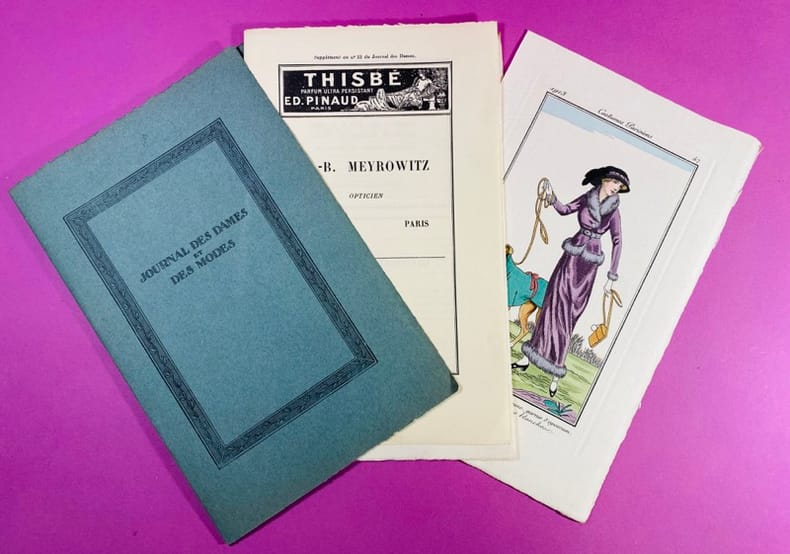 JOURNAL DES DAMES
ET
DES MODES
Supplément au nº 52 du Journal des Dames.
THISBÉ
PARFUM ULTRA PERSISTANT
ED. PINAUD
PARIS
-B. MEYROWITZ
OPTICIEN
PARIS
1913
Costumes Parisiens